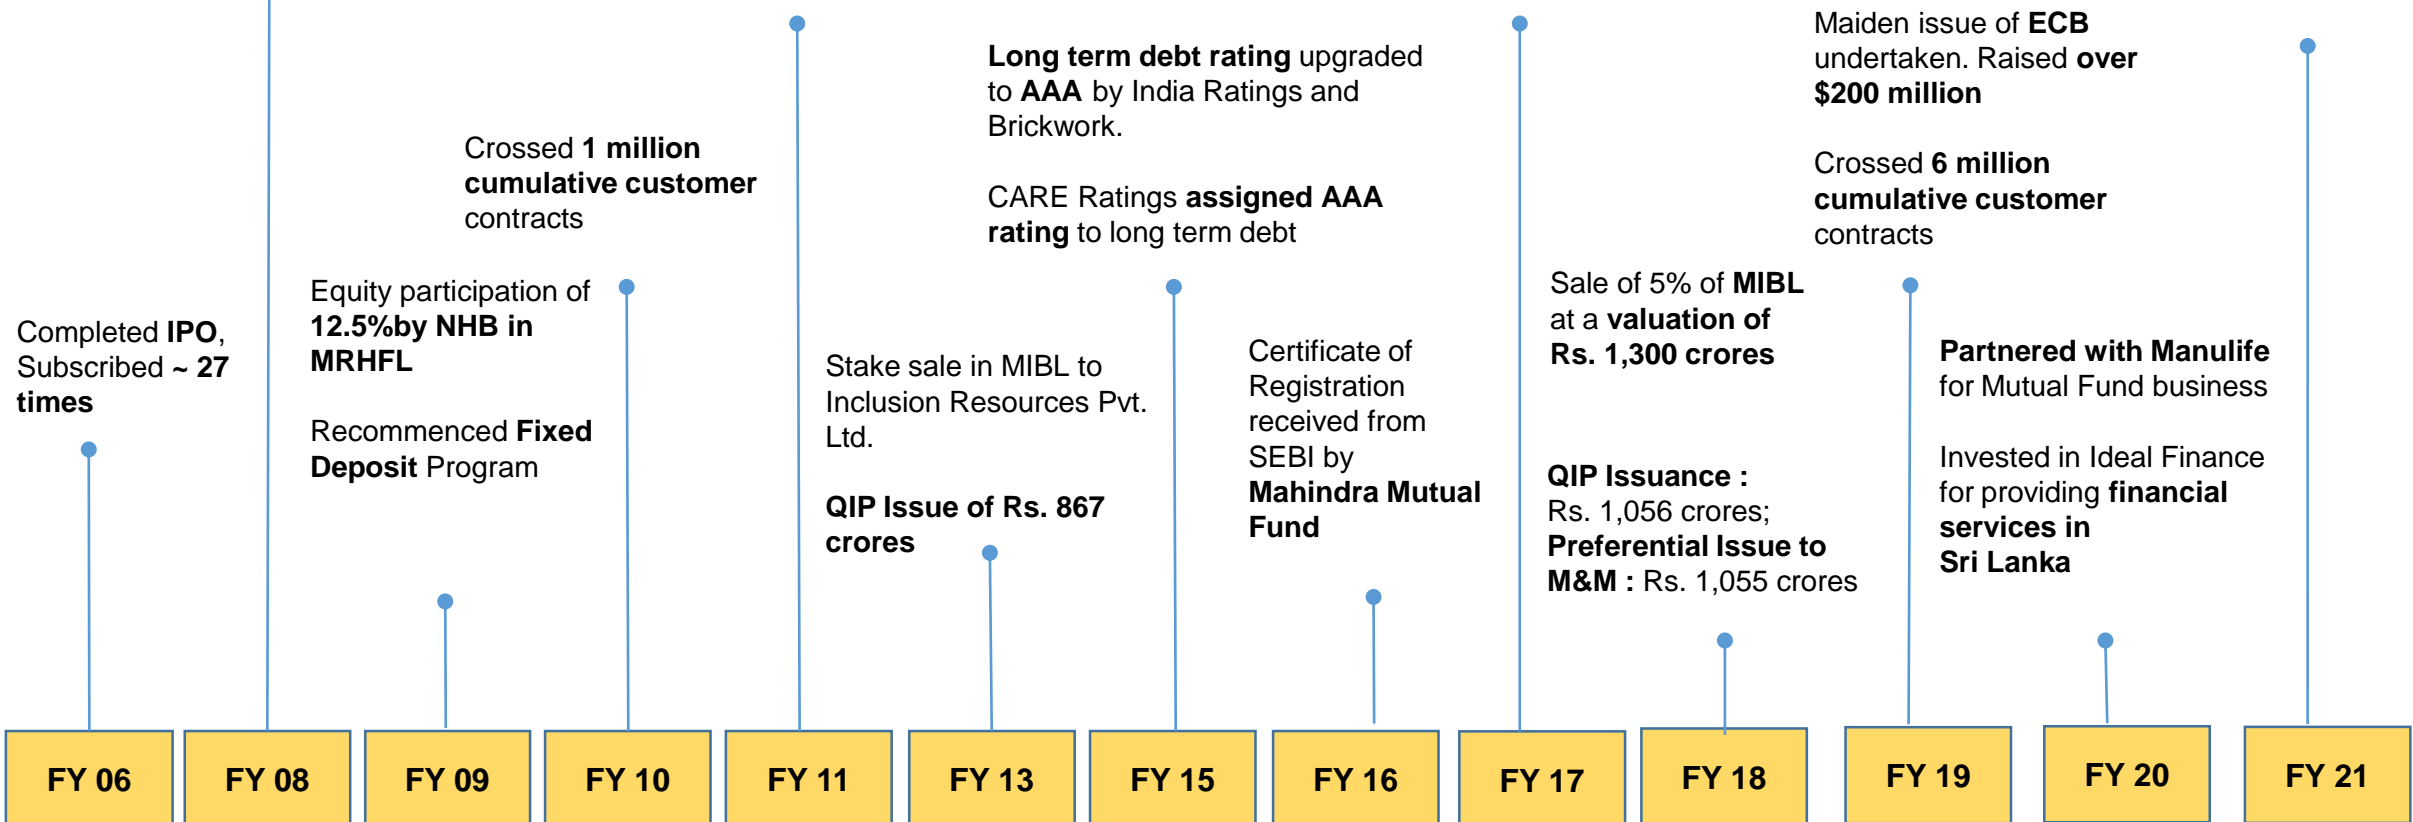 Completed IPO,
Subscribed ~ 27
times
Equity participation of
12.5%by NHB in
MRHFL
Recommenced Fixed
Deposit Program
Crossed 1 million
cumulative customer
contracts
Stake sale in MIBL to
Inclusion Resources Pvt.
Ltd.
QIP Issue of Rs. 867
crores
Long term debt rating upgraded
to AAA by India Ratings and
Brickwork.
CARE Ratings assigned AAA
rating to long term debt
Certificate of
Registration
received from
SEBI by
Mahindra Mutual
Fund
Sale of 5% of MIBL
at a valuation of
Rs. 1,300 crores
QIP Issuance :
Rs. 1,056 crores;
Preferential Issue to
M&M : Rs. 1,055 crores
Maiden issue of ECB
undertaken. Raised over
$200 million
Crossed 6 million
cumulative customer
contracts
Partnered with Manulife
for Mutual Fund business
Invested in Ideal Finance
for providing financial
services in
Sri Lanka
FY 06
FY 08
FY 09
FY 10
FY 11
FY 13
FY 15
FY 16
FY 17
FY 18
FY 19
FY 20
FY 21